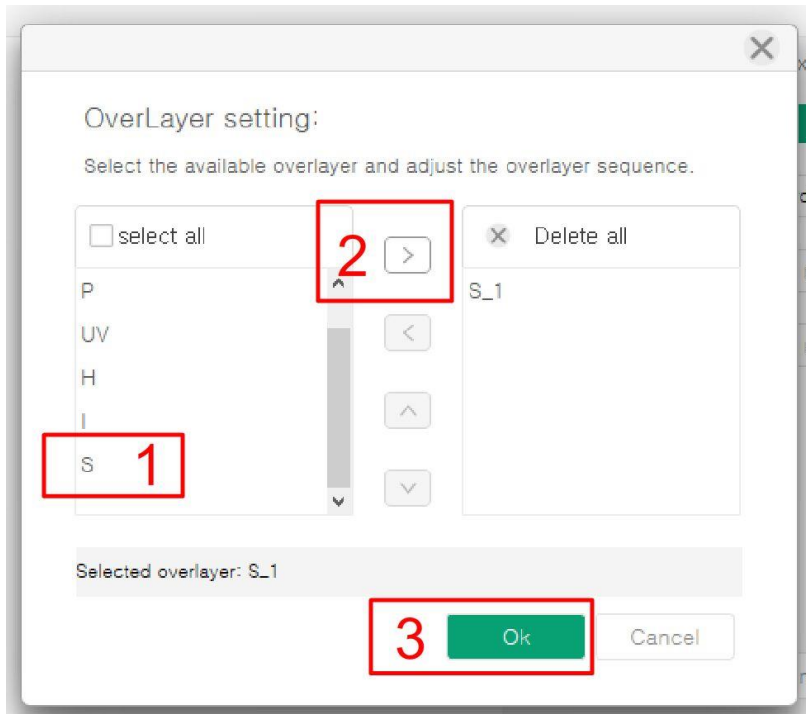 OverLayer setting:
Select the available overlayer and adjust the overlayer sequence.
select all
2
>
Delete all
P
S_1
UV
<
H
I
S
1
Selected overlayer: S_1
3
Ok
Cancel